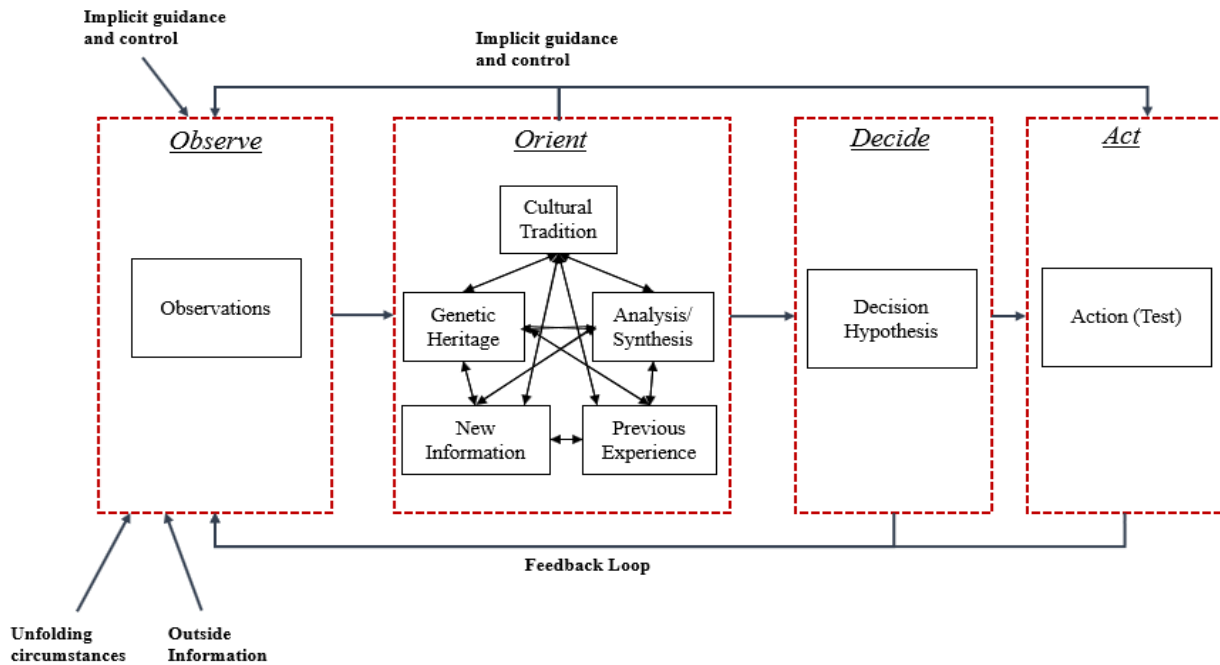 Implicit guidance
and control
Implicit guidance
and control
Observe
Orient
Decide
Act
Cultural
Tradition
Observations
Genetic
Heritage
Analysis/
Synthesis
Decision
Hypothesis
Action (Test)
New
Information
Previous
Experience
Feedback Loop
Unfolding
circumstances
Outside
Information